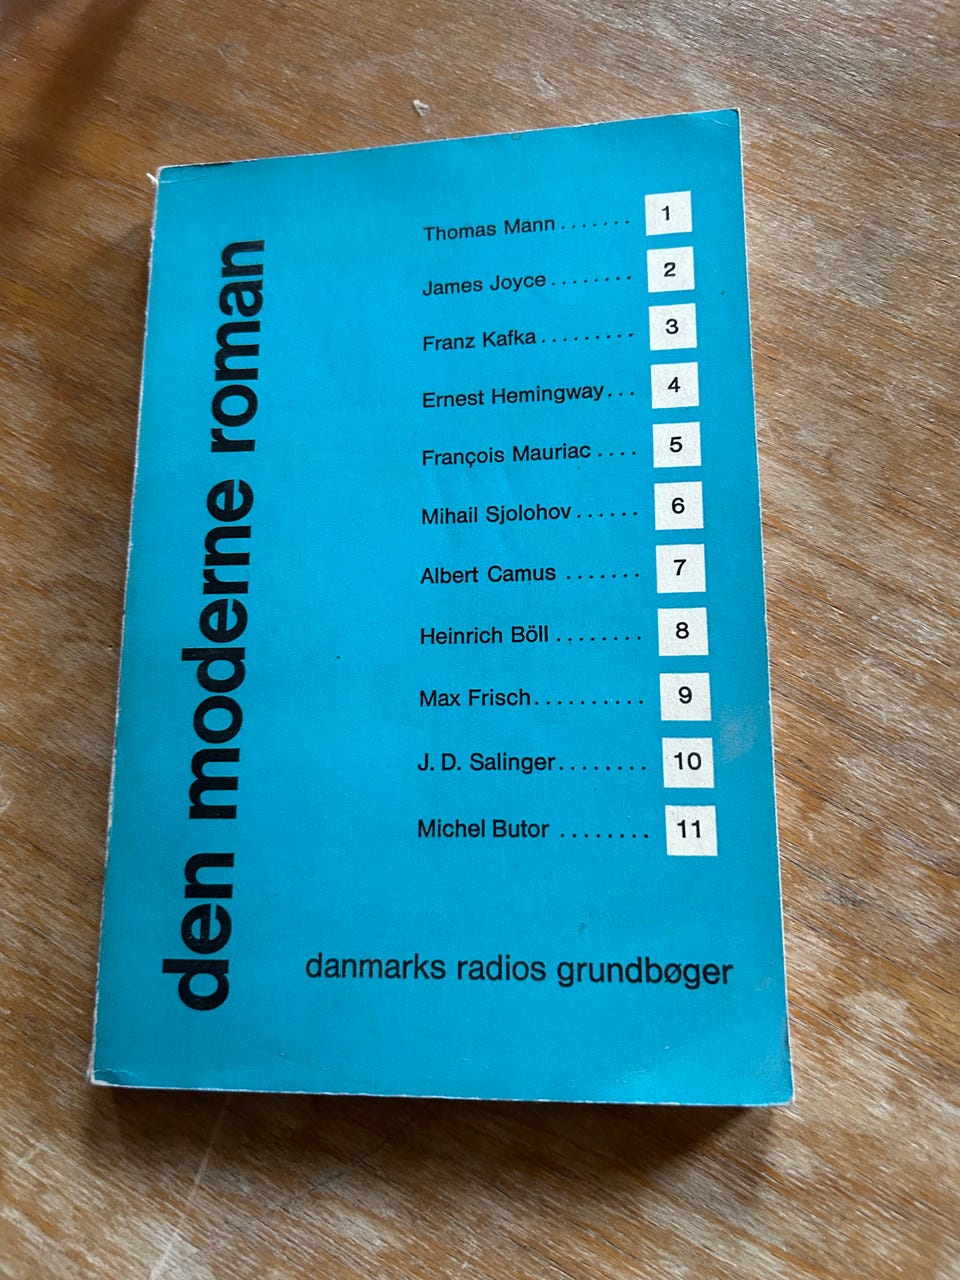 den moderne roman
Thomas Mann ....... 1
James Joyce ........ 2
Franz Kafka ......... 3
Ernest Hemingway ... 4
François Mauriac .... 5
Mihail Sjolohov ...... 6
Albert Camus ....... 7
Heinrich Böll ........ 8
Max Frisch .......... 9
J. D. Salinger ........ 10
Michel Butor ........ 11
danmarks radios grundbøger